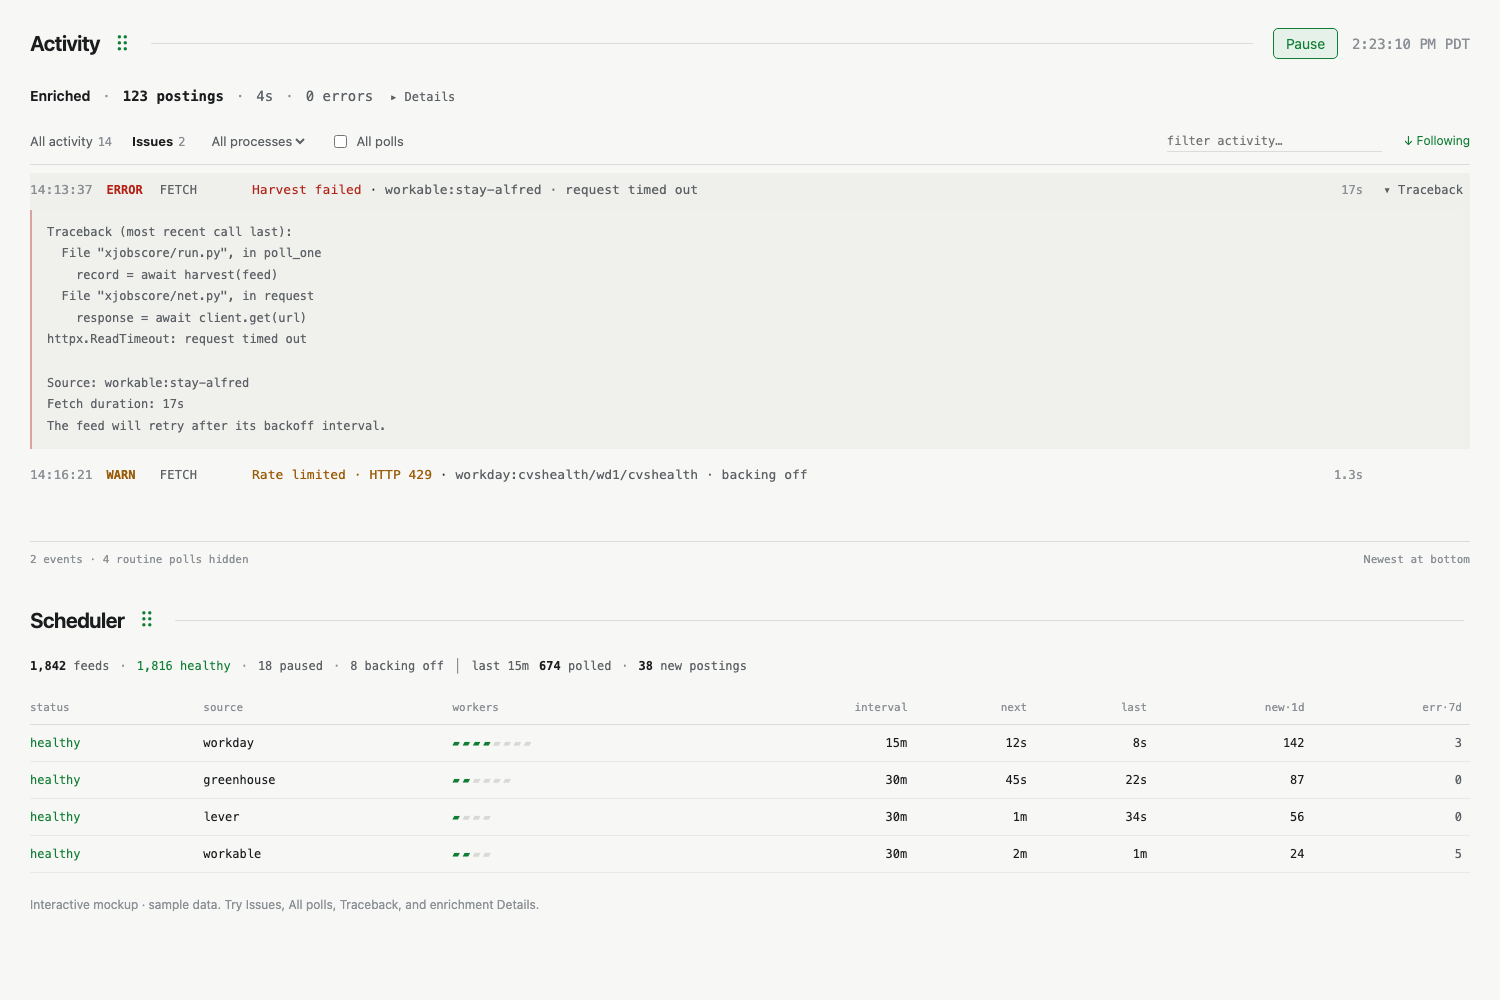 Activity
Pause 2:23:10 PM PDT
Enriched · 123 postings · 4s · 0 errors ▸ Details
All activity 14 Issues 2 All processes All polls filter activity… ↓ Following
14:13:37 ERROR FETCH Harvest failed · workable:stay-alfred · request timed out 17s ▾ Traceback
Traceback (most recent call last):
  File "xjobscore/run.py", in poll_one
    record = await harvest(feed)
  File "xjobscore/net.py", in request
    response = await client.get(url)
httpx.ReadTimeout: request timed out
Source: workable:stay-alfred
Fetch duration: 17s
The feed will retry after its backoff interval.
14:16:21 WARN FETCH Rate limited · HTTP 429 · workday:cvshealth/wd1/cvshealth · backing off 1.3s
2 events · 4 routine polls hidden Newest at bottom
Scheduler
1,842 feeds · 1,816 healthy · 18 paused · 8 backing off | last 15m 674 polled · 38 new postings
status source workers interval next last new·1d err·7d
healthy workday 15m 12s 8s 142 3
healthy greenhouse 30m 45s 22s 87 0
healthy lever 30m 1m 34s 56 0
healthy workable 30m 2m 1m 24 5
Interactive mockup · sample data. Try Issues, All polls, Traceback, and enrichment Details.